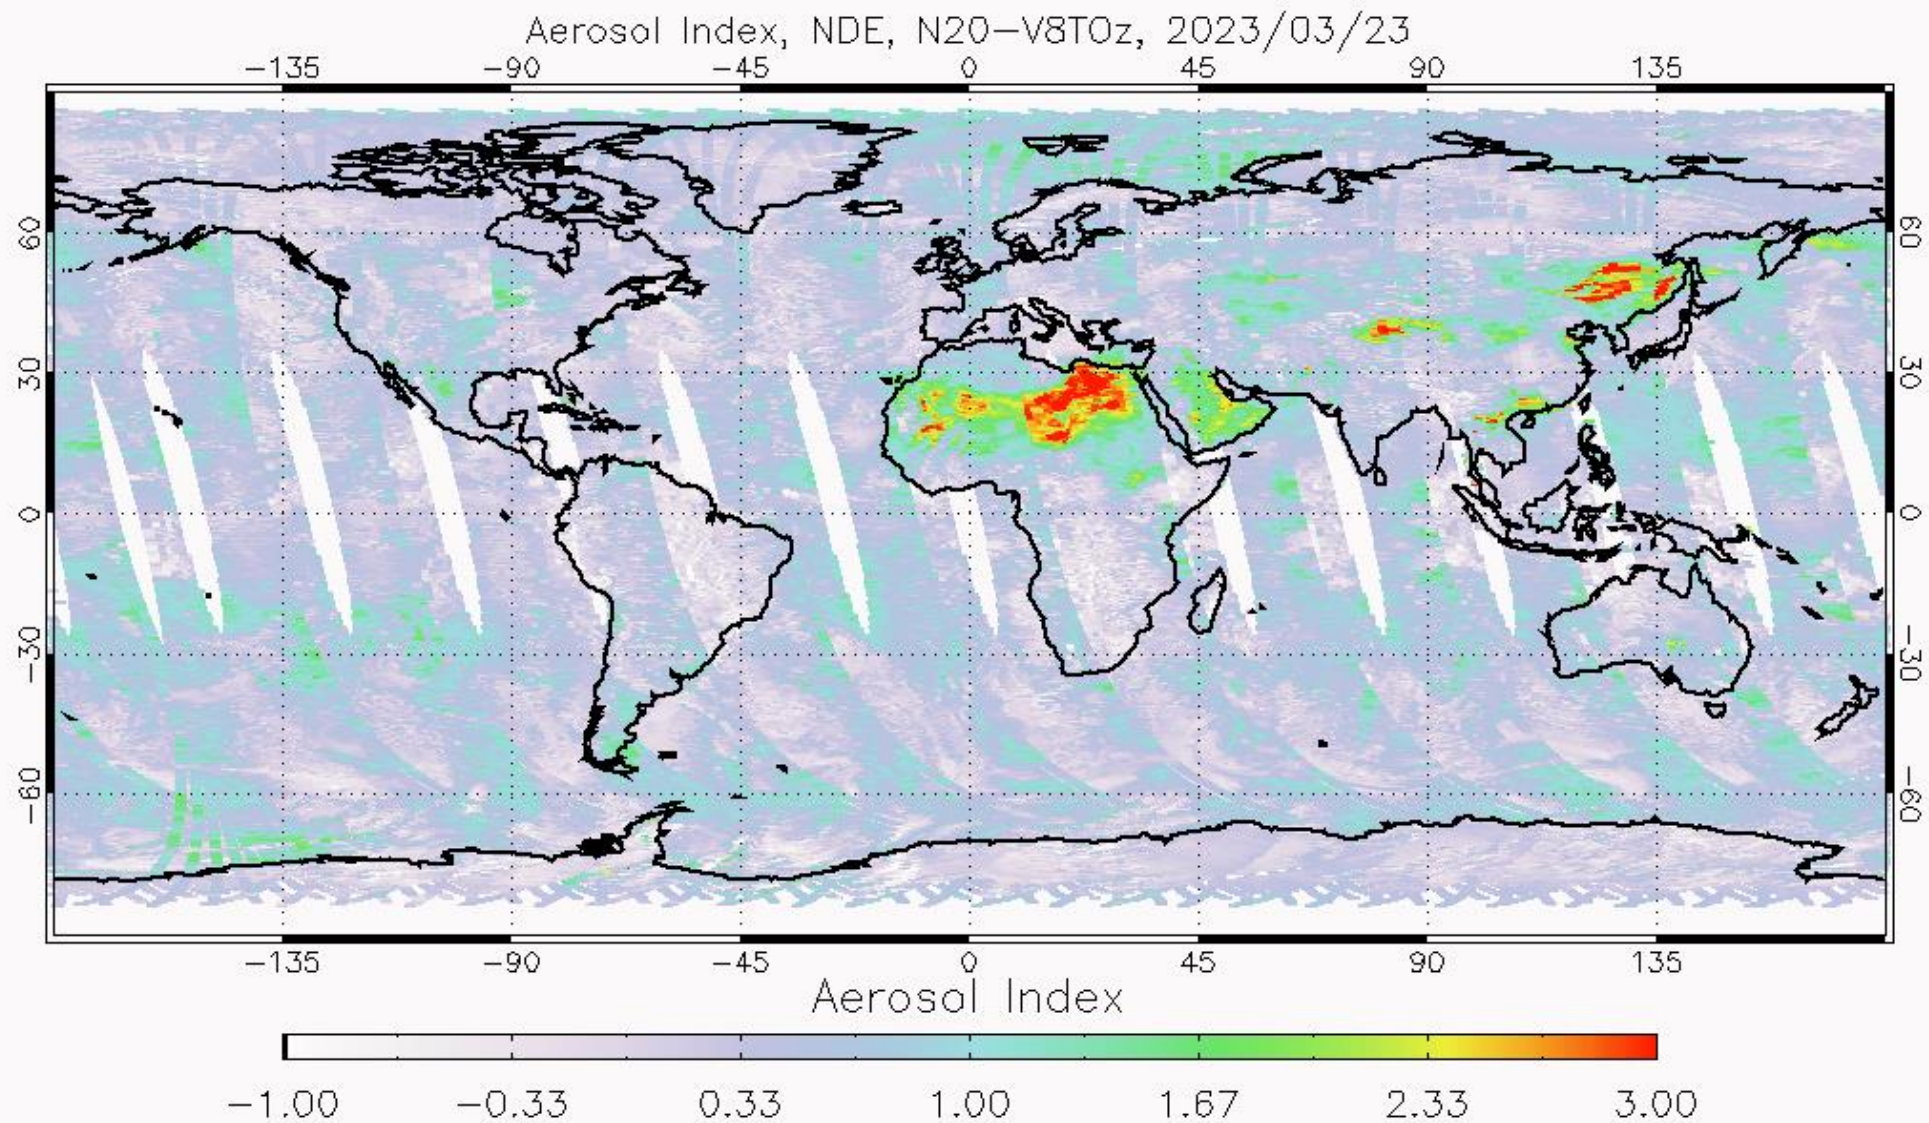 Aerosol Index, NDE, N20-V8TOz, 2023/03/23
-135 -90 -45 0 45 90 135
60 60
30 30
0 0
-30 -30
-60 -60
-135 -90 -45 0 45 90 135
Aerosol Index
-1.00 -0.33 0.33 1.00 1.67 2.33 3.00